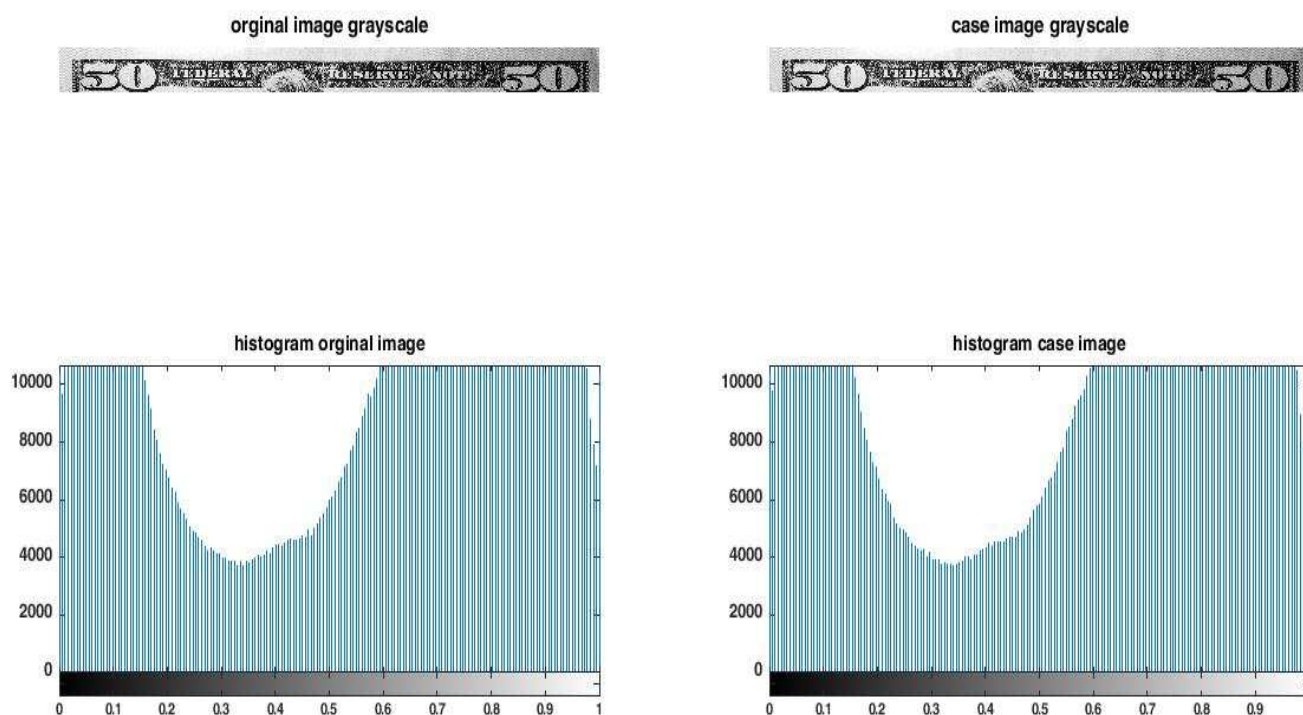 orginal image grayscale
case image grayscale
50 FEDERAL RESERVE NOTE 50
50 FEDERAL RESERVE NOTE 50
histogram orginal image
histogram case image
10000
8000
6000
4000
2000
0
0 0.1 0.2 0.3 0.4 0.5 0.6 0.7 0.8 0.9 1
10000
8000
6000
4000
2000
0
0 0.1 0.2 0.3 0.4 0.5 0.6 0.7 0.8 0.9